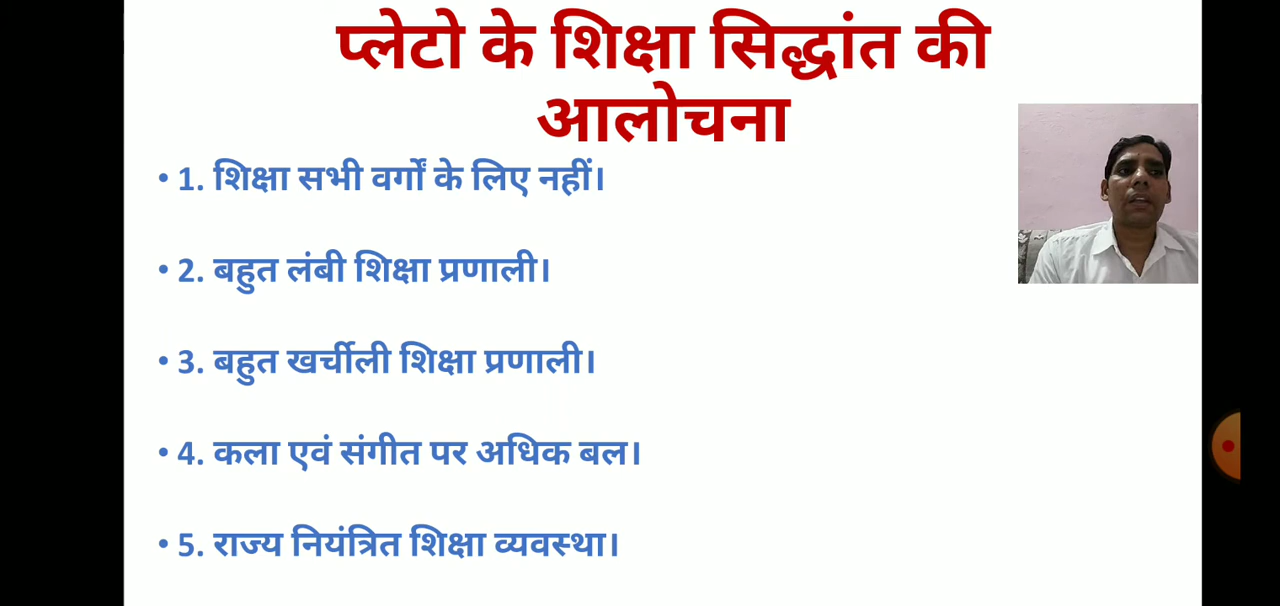 प्लेटो के शिक्षा सिद्धांत की
आलोचना
• 1. शिक्षा सभी वर्गों के लिए नहीं।
• 2. बहुत लंबी शिक्षा प्रणाली।
• 3. बहुत खर्चीली शिक्षा प्रणाली।
• 4. कला एवं संगीत पर अधिक बल।
• 5. राज्य नियंत्रित शिक्षा व्यवस्था।